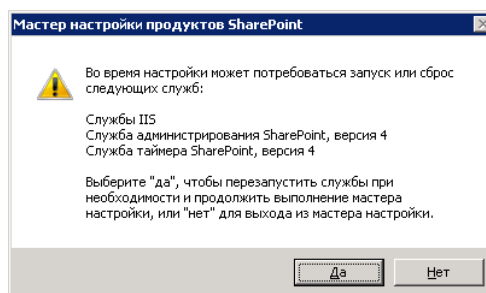 Мастер настройки продуктов SharePoint
Во время настройки может потребоваться запуск или сброс
следующих служб:
Службы IIS
Служба администрирования SharePoint, версия 4
Служба таймера SharePoint, версия 4
Выберите "да", чтобы перезапустить службы при
необходимости и продолжить выполнение мастера
настройки, или "нет" для выхода из мастера настройки.
Да
Нет